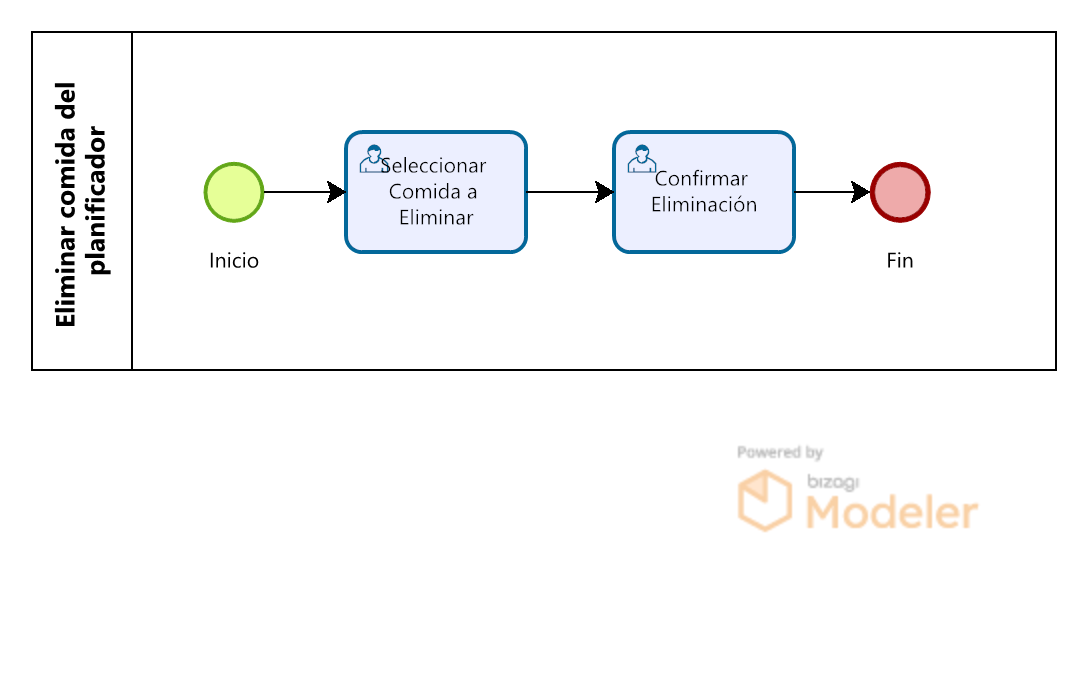 Eliminar comida del
planificador
Inicio
Seleccionar
Comida a
Eliminar
Confirmar
Eliminación
Fin
Powered by
bizagi
Modeler